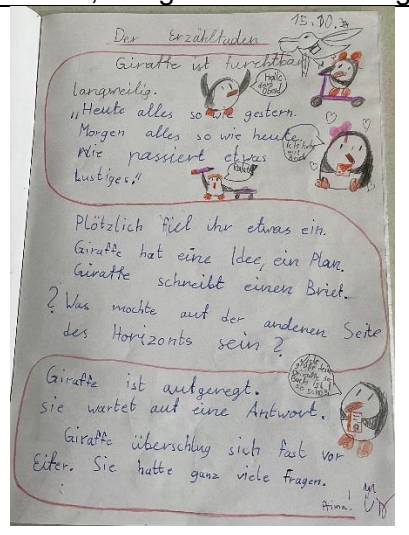 15.10.
Der Erzählfaden
Giraffe ist furchtbar
langweilig.
Hallo
"Heute alles so wie gestern.
Morgen alles so wie heute.
Nie passiert etwas
Lustiges."
Plötzlich fiel ihr etwas ein.
Giraffe hat eine Idee, ein Plan.
Giraffe schreibt einen Brief.
? Was mochte auf der anderen Seite
des Horizonts sein?
Giraffe ist aufgeregt.
Sie wartet auf eine Antwort.
Giraffe überschlug sich fast vor
Eifer. Sie hatte ganz viele Fragen.
Prima!